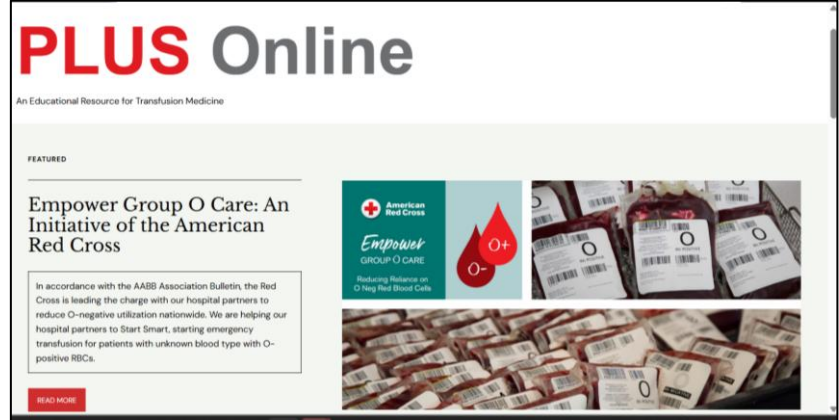 PLUS Online
An Educational Resource for Transfusion Medicine
FEATURED
Empower Group O Care: An
Initiative of the American
Red Cross
In accordance with the AABB Association Bulletin, the Red
Cross is leading the charge with our hospital partners to
reduce O-negative utilization nationwide. We are helping our
hospital partners to Start Smart, starting emergency
transfusion for patients with unknown blood type with O-
positive RBCs.
READ MORE
American
Red Cross
Empower
GROUP O CARE
Reducing Reliance on
O Neg Red Blood Cells
O-
O+
O
O
O
O